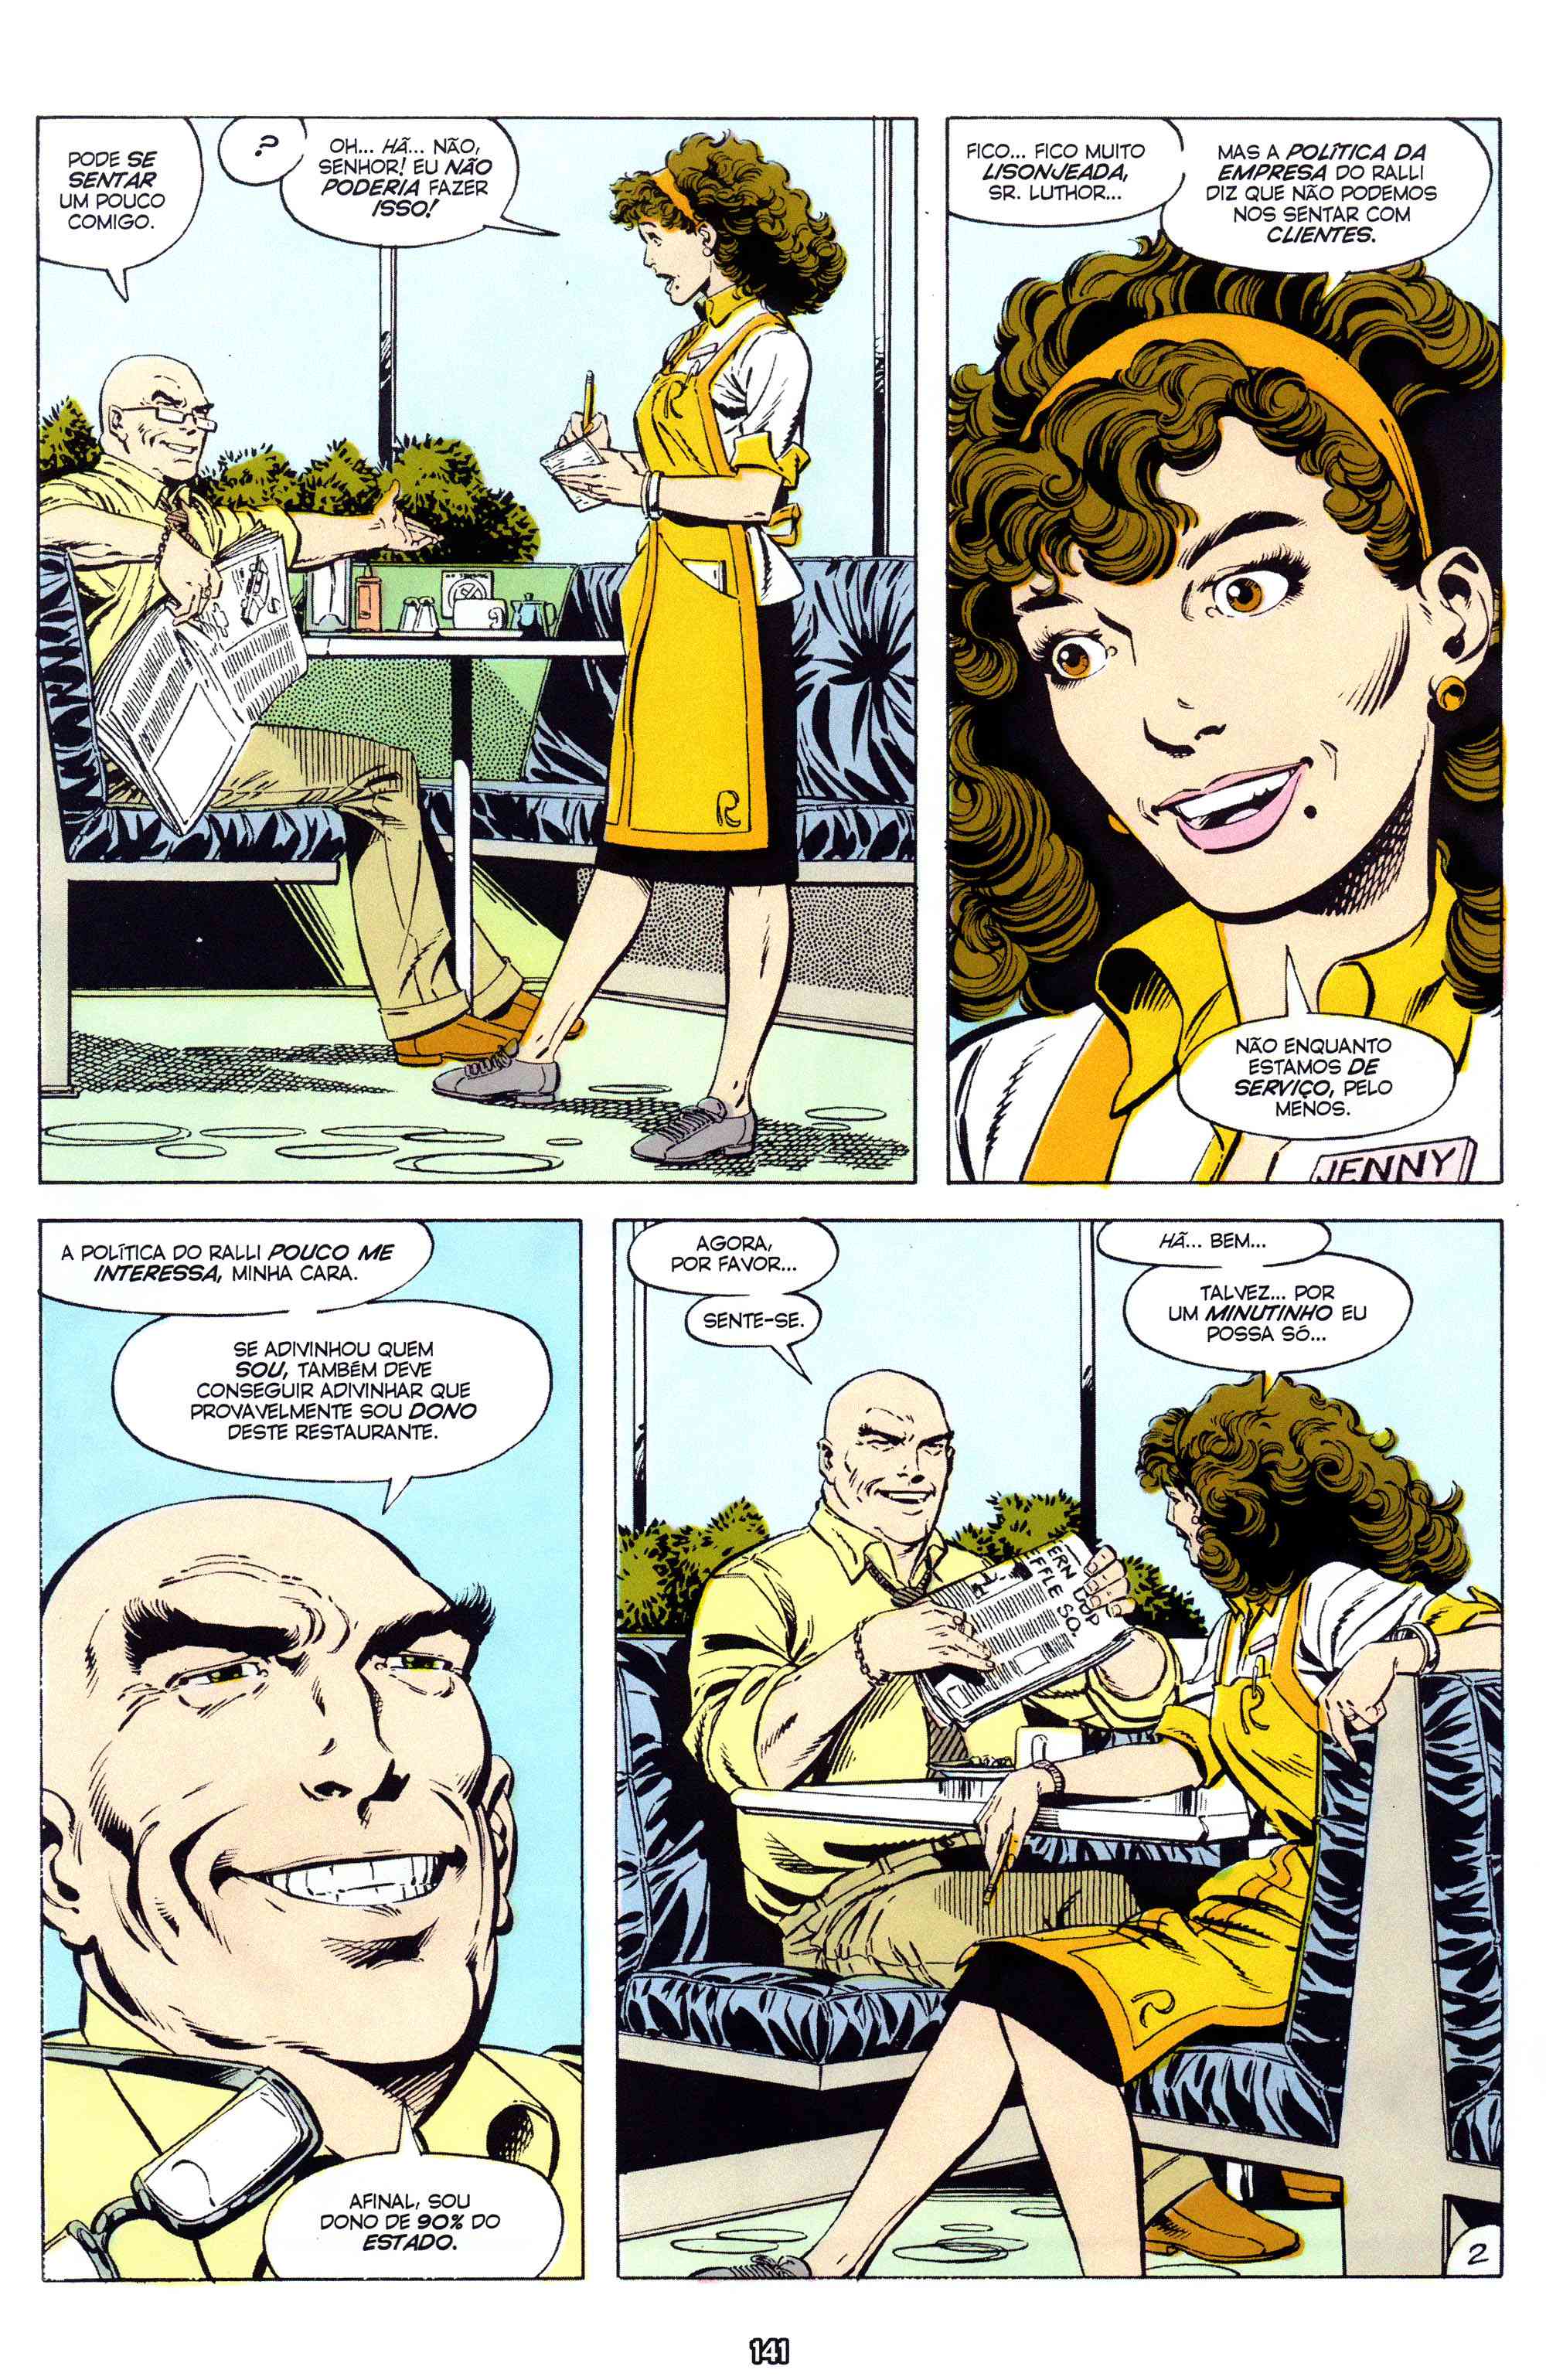 PODE SE
SENTAR
UM POUCO
COMIGO.
?
OH... HÃ... NÃO,
SENHOR! EU NÃO
PODERIA FAZER
ISSO!
R
R
FICO... FICO MUITO
LISONJEADA,
SR. LUTHOR...
MAS A POLÍTICA DA
EMPRESA DO RALLI
DIZ QUE NÃO PODEMOS
NOS SENTAR COM
CLIENTES.
NÃO ENQUANTO
ESTAMOS DE
SERVIÇO, PELO
MENOS.
JENNY
A POLÍTICA DO RALLI POUCO ME
INTERESSA, MINHA CARA.
SE ADIVINHOU QUEM
SOU, TAMBÉM DEVE
CONSEGUIR ADIVINHAR QUE
PROVAVELMENTE SOU DONO
DESTE RESTAURANTE.
AFINAL, SOU
DONO DE 90% DO
ESTADO.
AGORA,
POR FAVOR...
SENTE-SE.
HÃ... BEM...
TALVEZ... POR
UM MINUTINHO EU
POSSA SÓ...
R
R
2
141